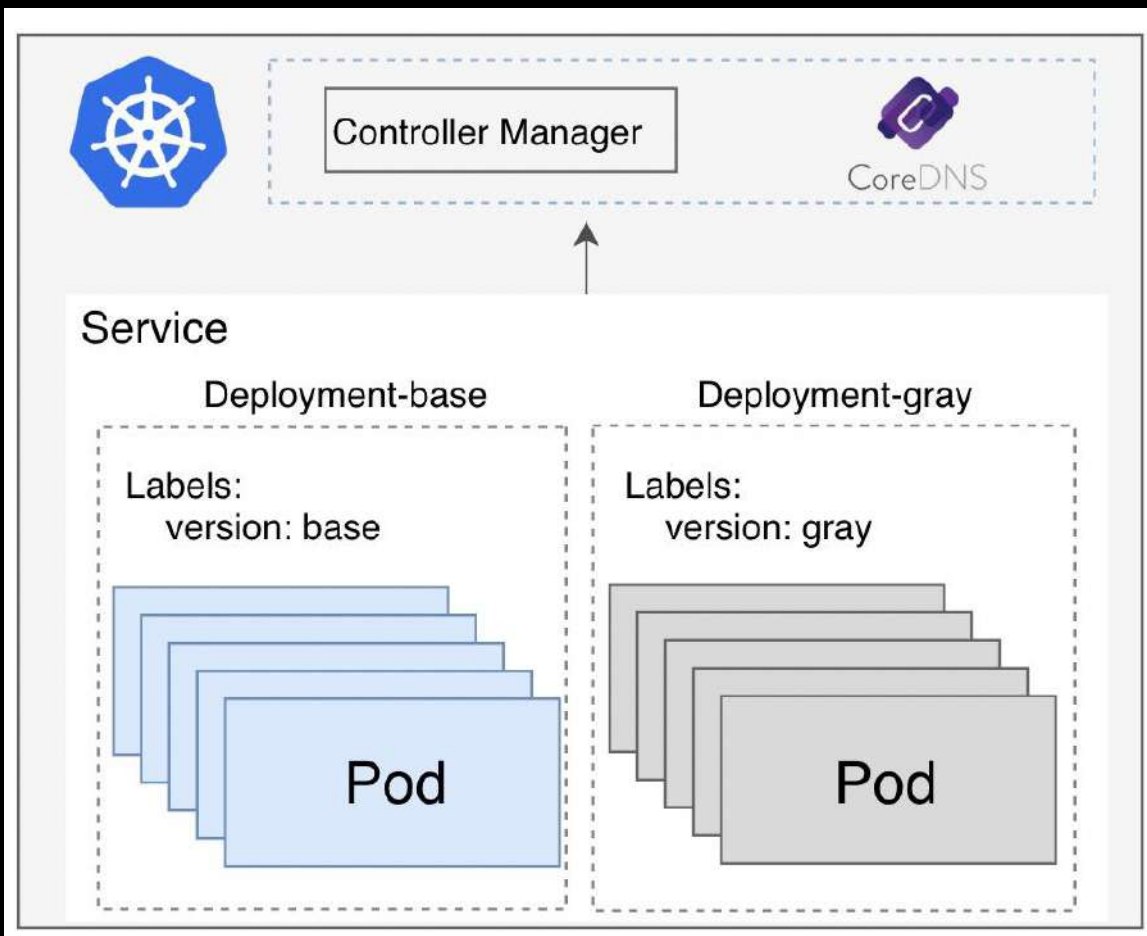 Controller Manager
CoreDNS
Service
Deployment-base
Deployment-gray
Labels:
version: base
Labels:
version: gray
Pod
Pod